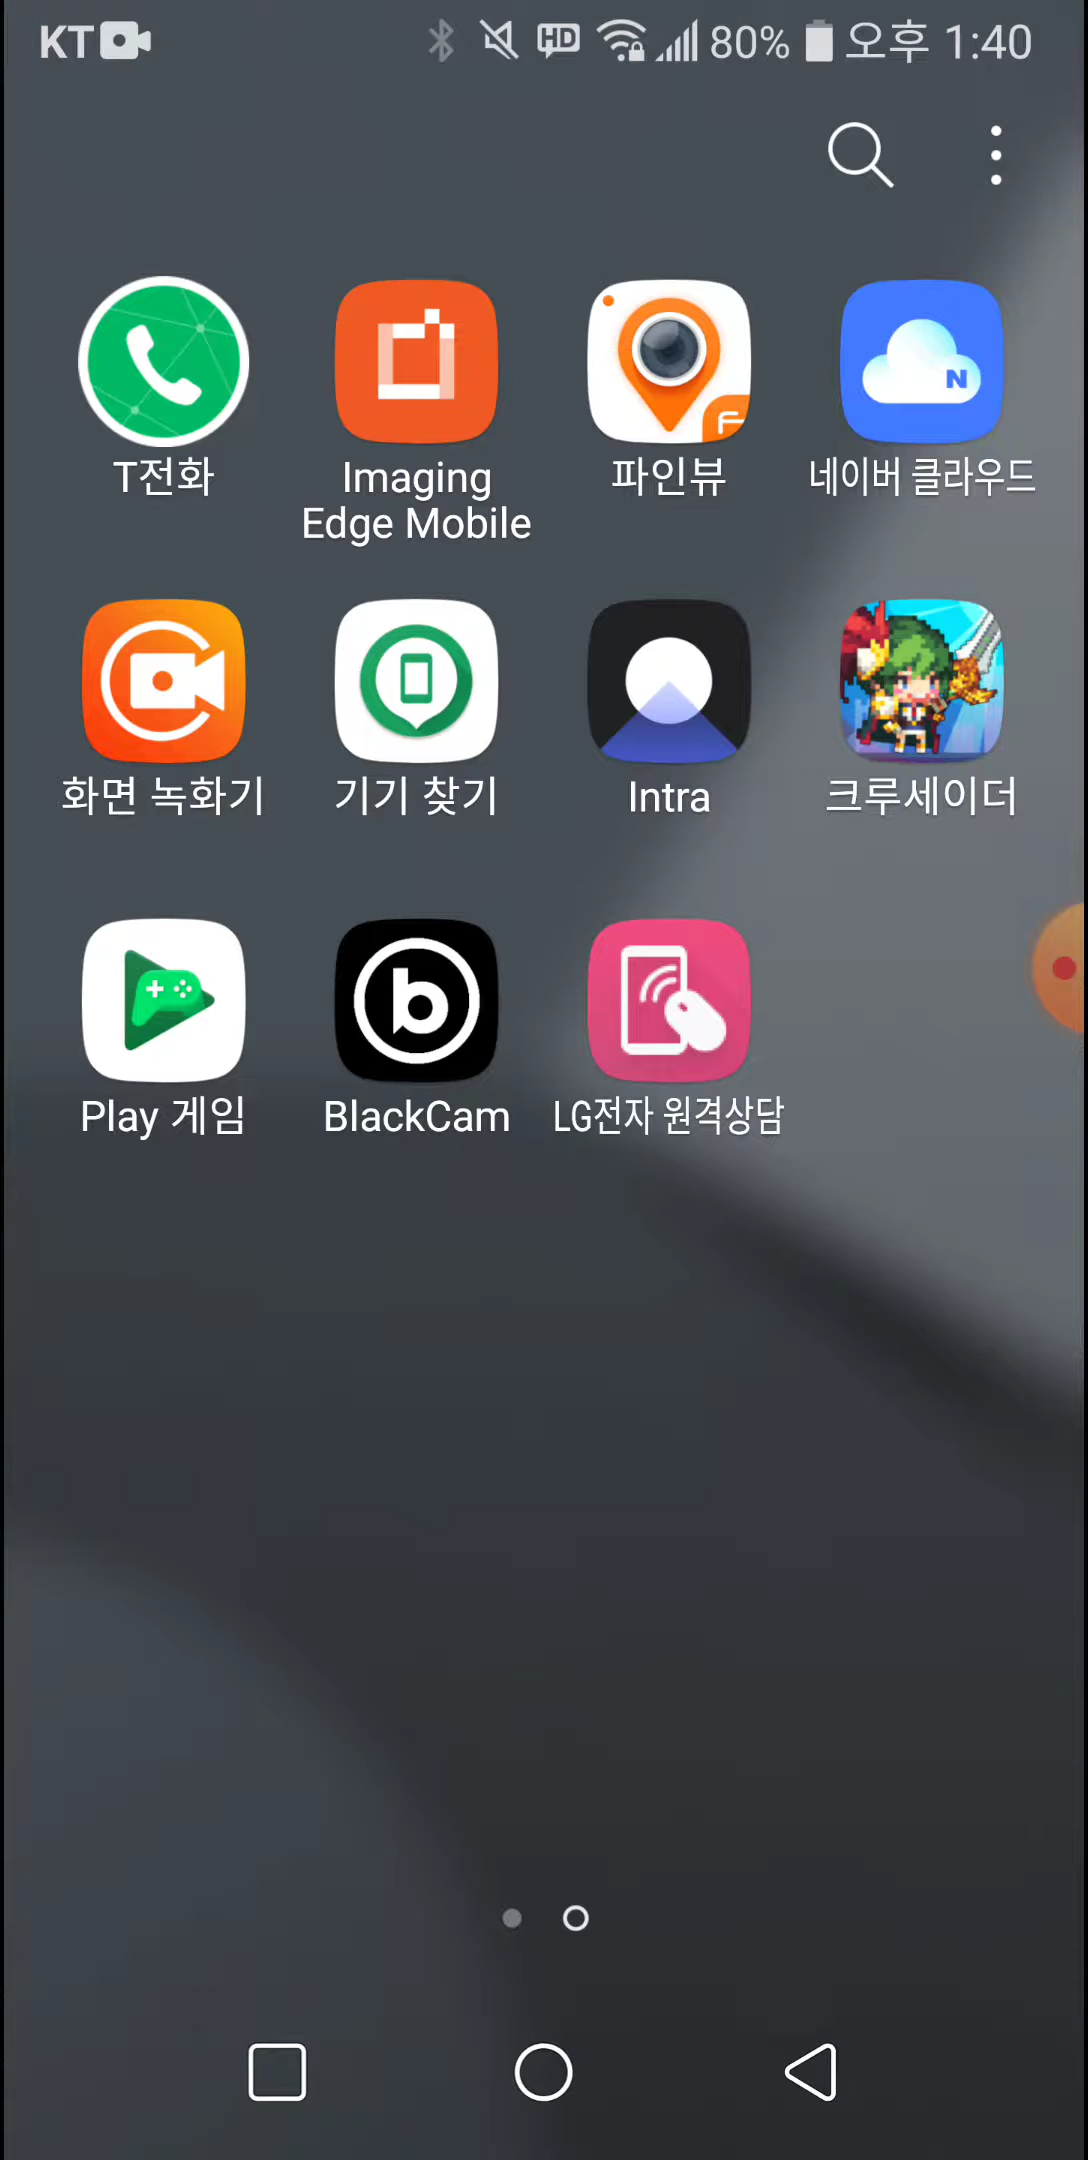 KT HD 80% 오후 1:40
T전화
Imaging
Edge Mobile
파인뷰
네이버 클라우드
N
화면 녹화기
기기 찾기
Intra
크루세이더
b
Play 게임
BlackCam
LG전자 원격상담